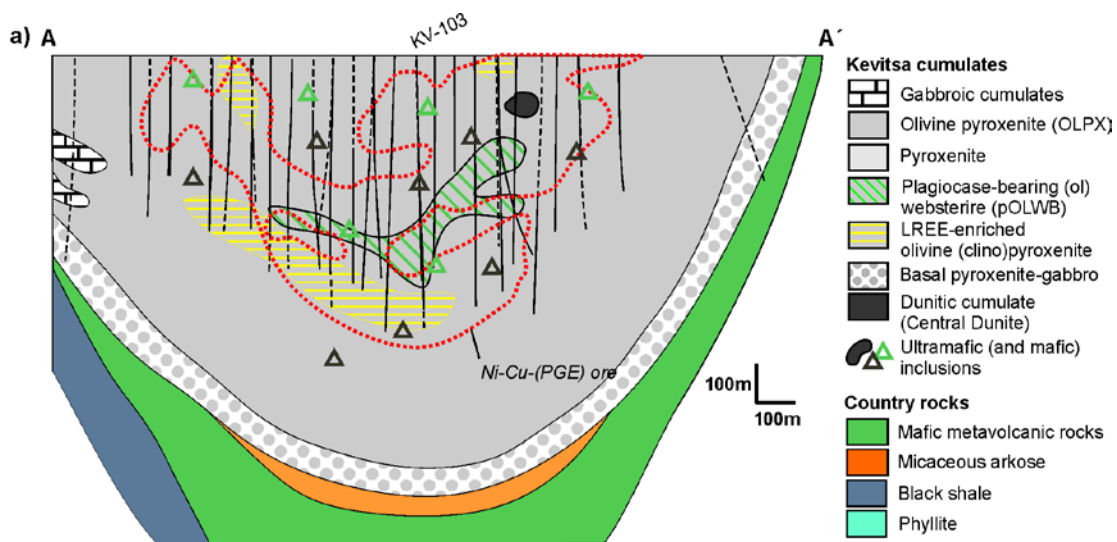 a) A
KV-103
A´
Ni-Cu-(PGE) ore
100m
100m
Kevitsa cumulates
Gabbroic cumulates
Olivine pyroxenite (OLPX)
Pyroxenite
Plagiocase-bearing (ol)
websterire (pOLWB)
LREE-enriched
olivine (clino)pyroxenite
Basal pyroxenite-gabbro
Dunitic cumulate
(Central Dunite)
Ultramafic (and mafic)
inclusions
Country rocks
Mafic metavolcanic rocks
Micaceous arkose
Black shale
Phyllite